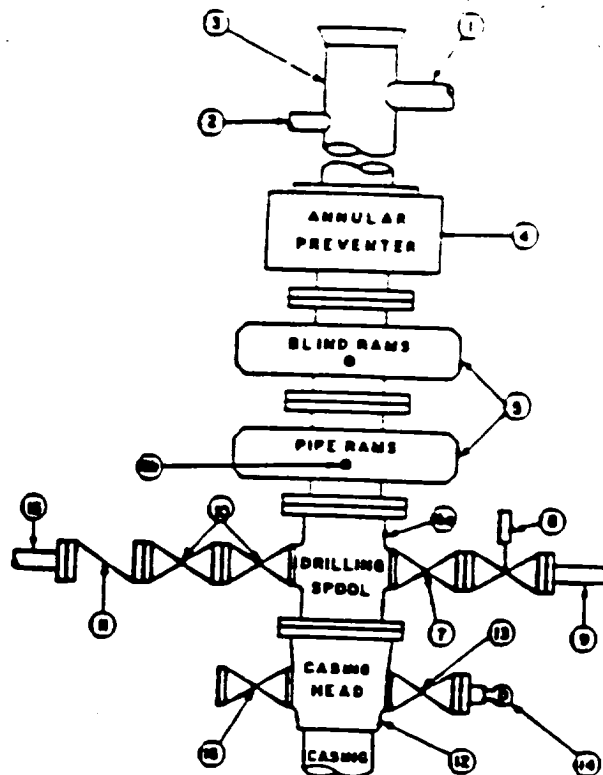 3
1
2
ANNULAR
PREVENTER
4
BLIND RAMS
5
PIPE RAMS
10
8
DRILLING
SPOOL
11
7
9
13
CASING
HEAD
12
CASING